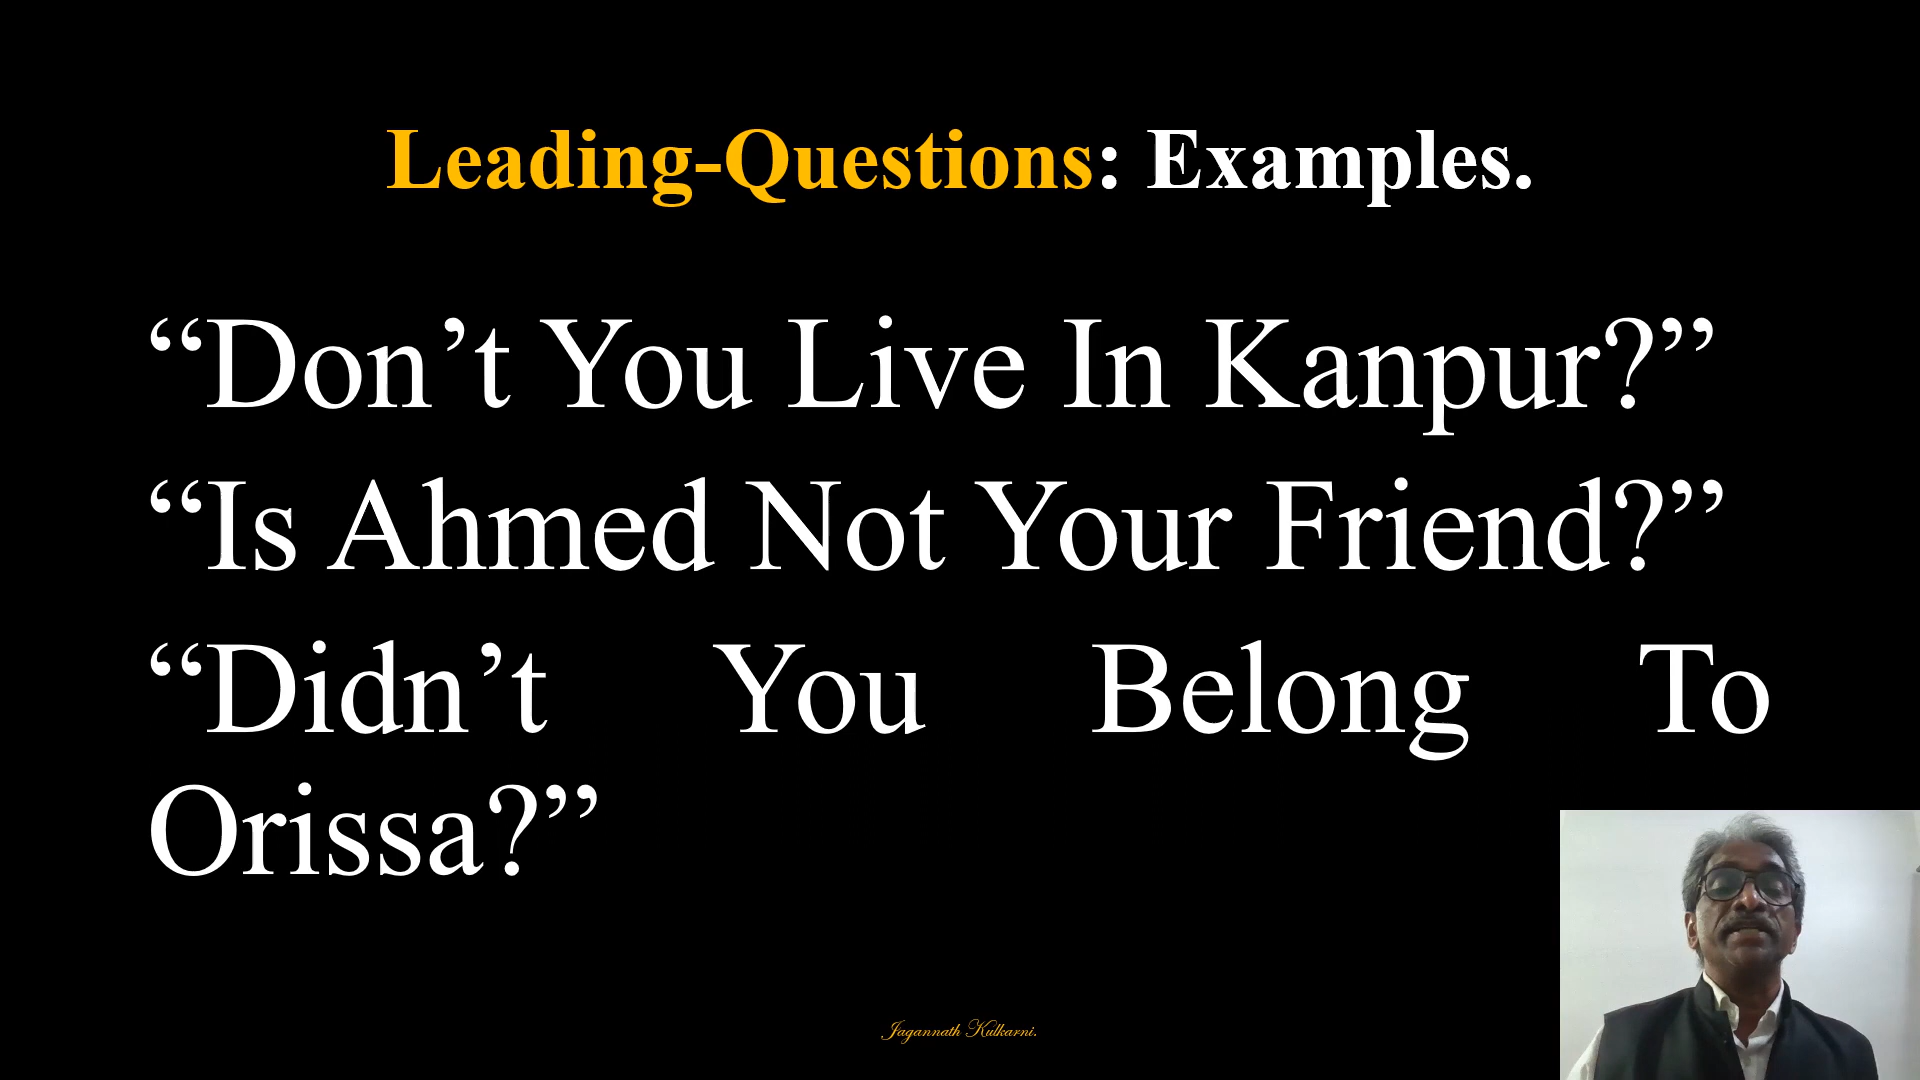 Leading-Questions: Examples.
“Don’t You Live In Kanpur?”
“Is Ahmed Not Your Friend?”
“Didn’t You Belong To
Orissa?”
Jagannath Kulkarni.